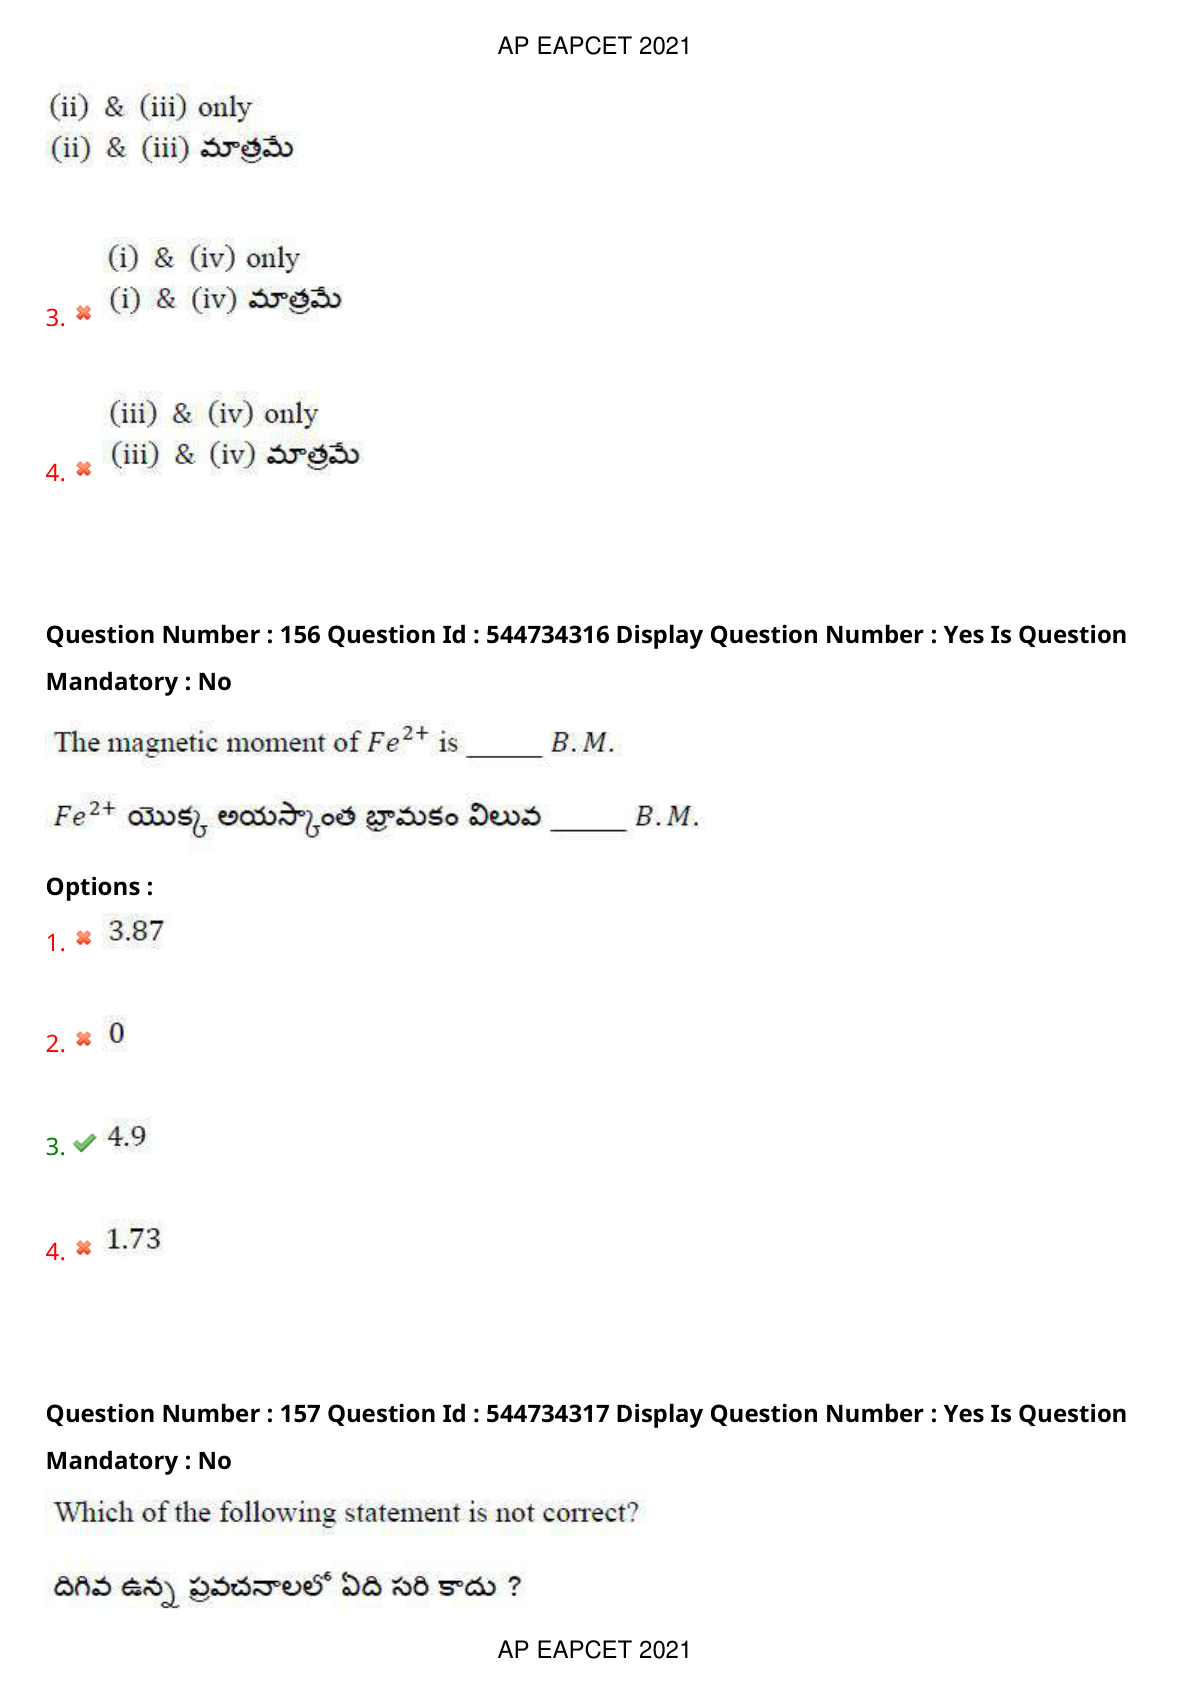 AP EAPCET 2021
(ii) & (iii) only
(ii) & (iii) మాత్రమే
(i) & (iv) only
(i) & (iv) మాత్రమే
3.
(iii) & (iv) only
(iii) & (iv) మాత్రమే
4.
Question Number : 156 Question Id : 544734316 Display Question Number : Yes Is Question
Mandatory : No
The magnetic moment of Fe²⁺ is _____ B.M.
Fe²⁺ యొక్క అయస్కాంత భ్రామకం విలువ _____ B.M.
Options :
1. 3.87
2. 0
3. 4.9
4. 1.73
Question Number : 157 Question Id : 544734317 Display Question Number : Yes Is Question
Mandatory : No
Which of the following statement is not correct?
దిగివ ఉన్న ప్రవచనాలలో ఏది సరి కాదు ?
AP EAPCET 2021